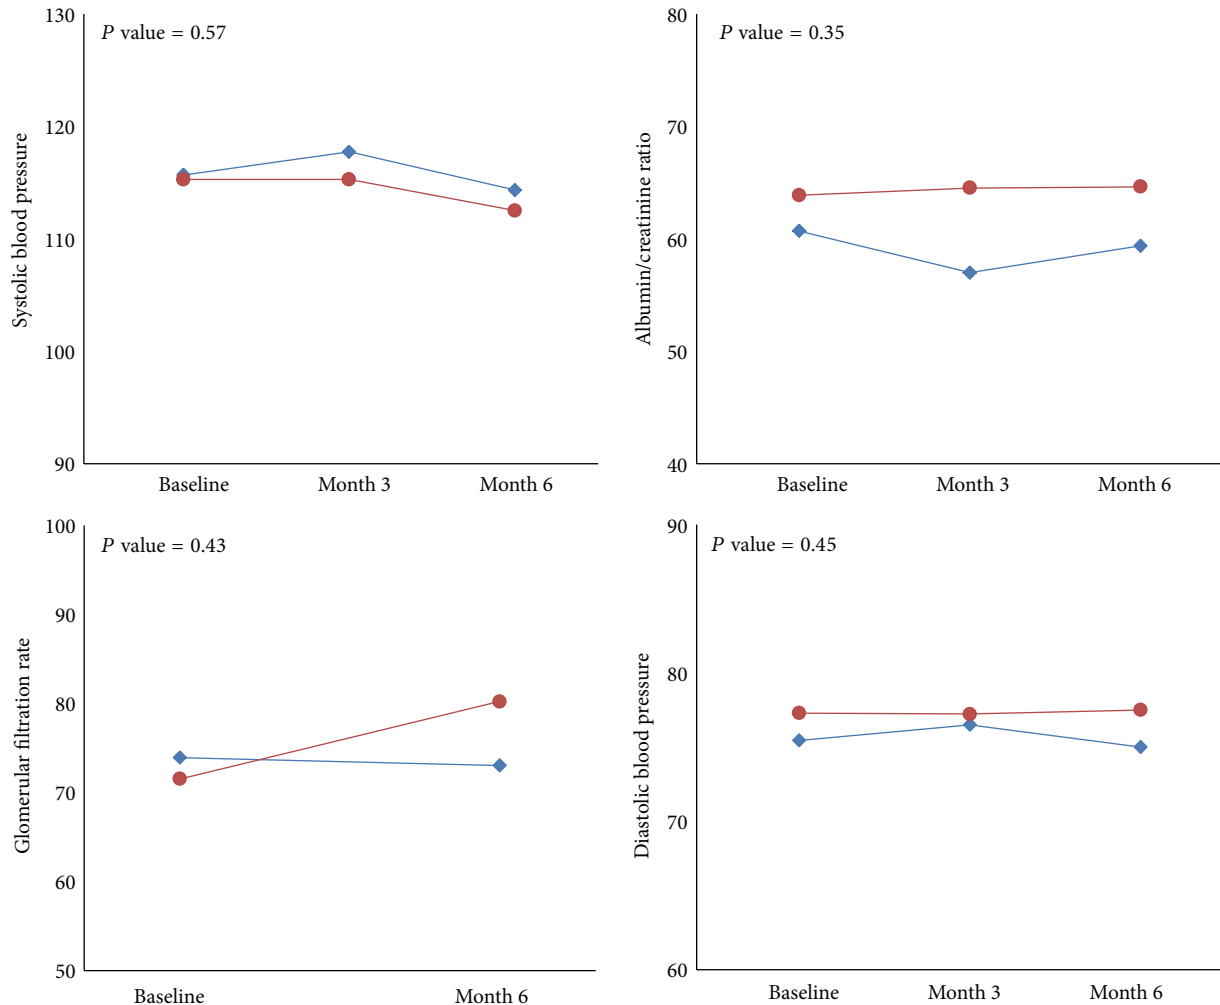 P value = 0.57
130
120
110
100
90
Systolic blood pressure
Baseline Month 3 Month 6
P value = 0.35
80
70
60
50
40
Albumin/creatinine ratio
Baseline Month 3 Month 6
P value = 0.43
100
90
80
70
60
50
Glomerular filtration rate
Baseline Month 6
P value = 0.45
90
80
70
60
Diastolic blood pressure
Baseline Month 3 Month 6